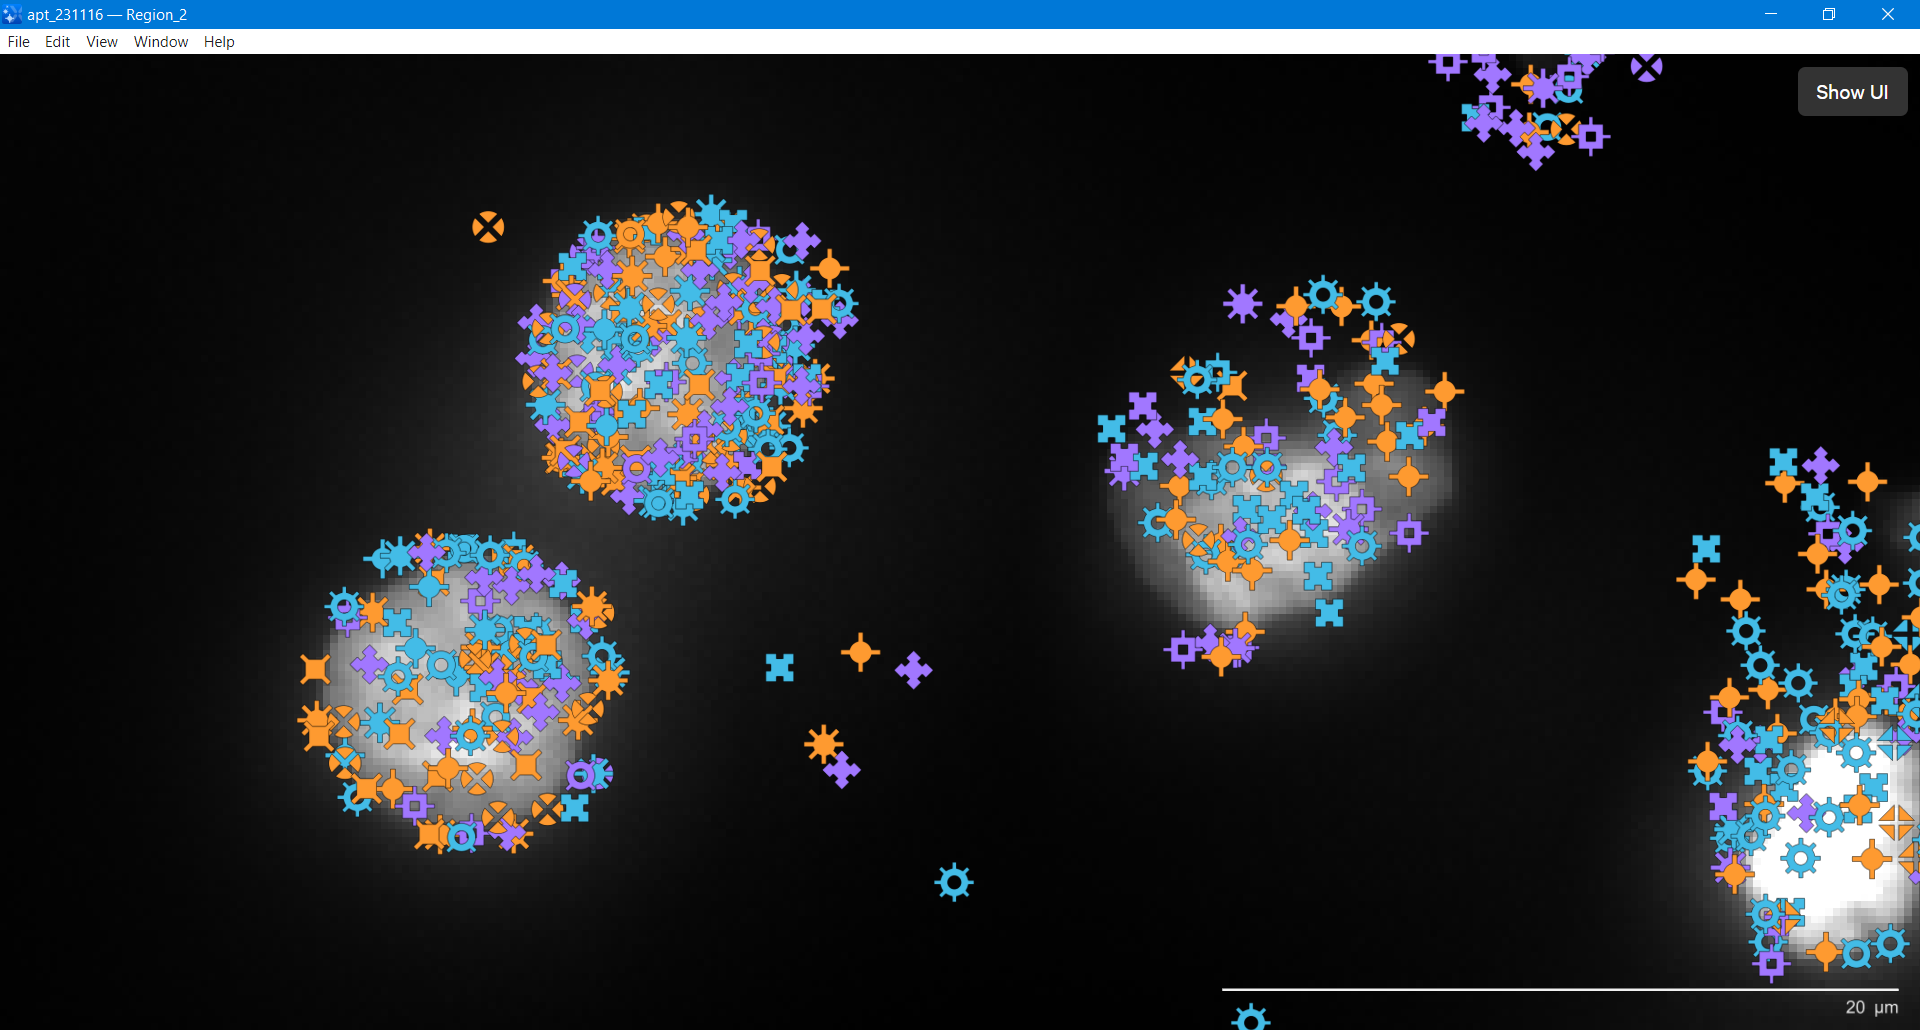 apt_231116 — Region_2
File Edit View Window Help
Show UI
20 µm